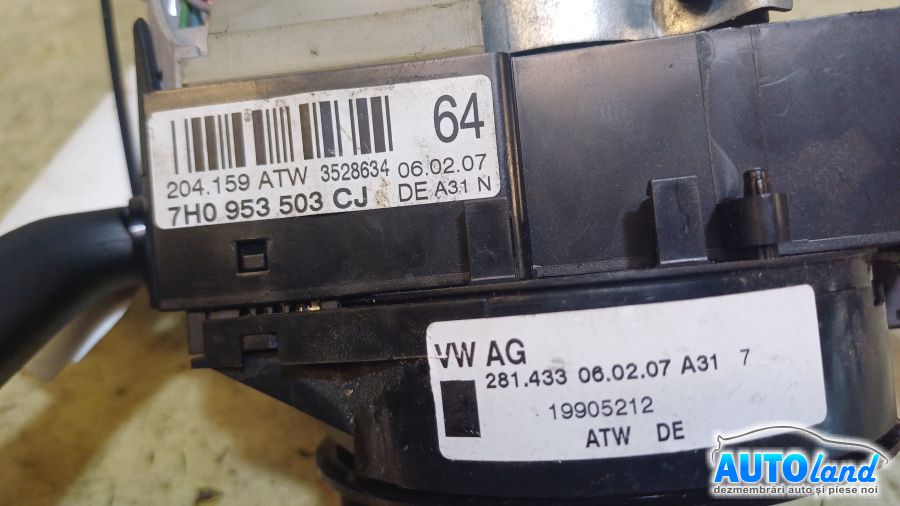 64
204.159 ATW 3528634 06.02.07
7H0 953 503 CJ DE A31 N
VW AG
281.433 06.02.07 A31 7
19905212
ATW DE
AUTOland
dezmembrări auto și piese noi